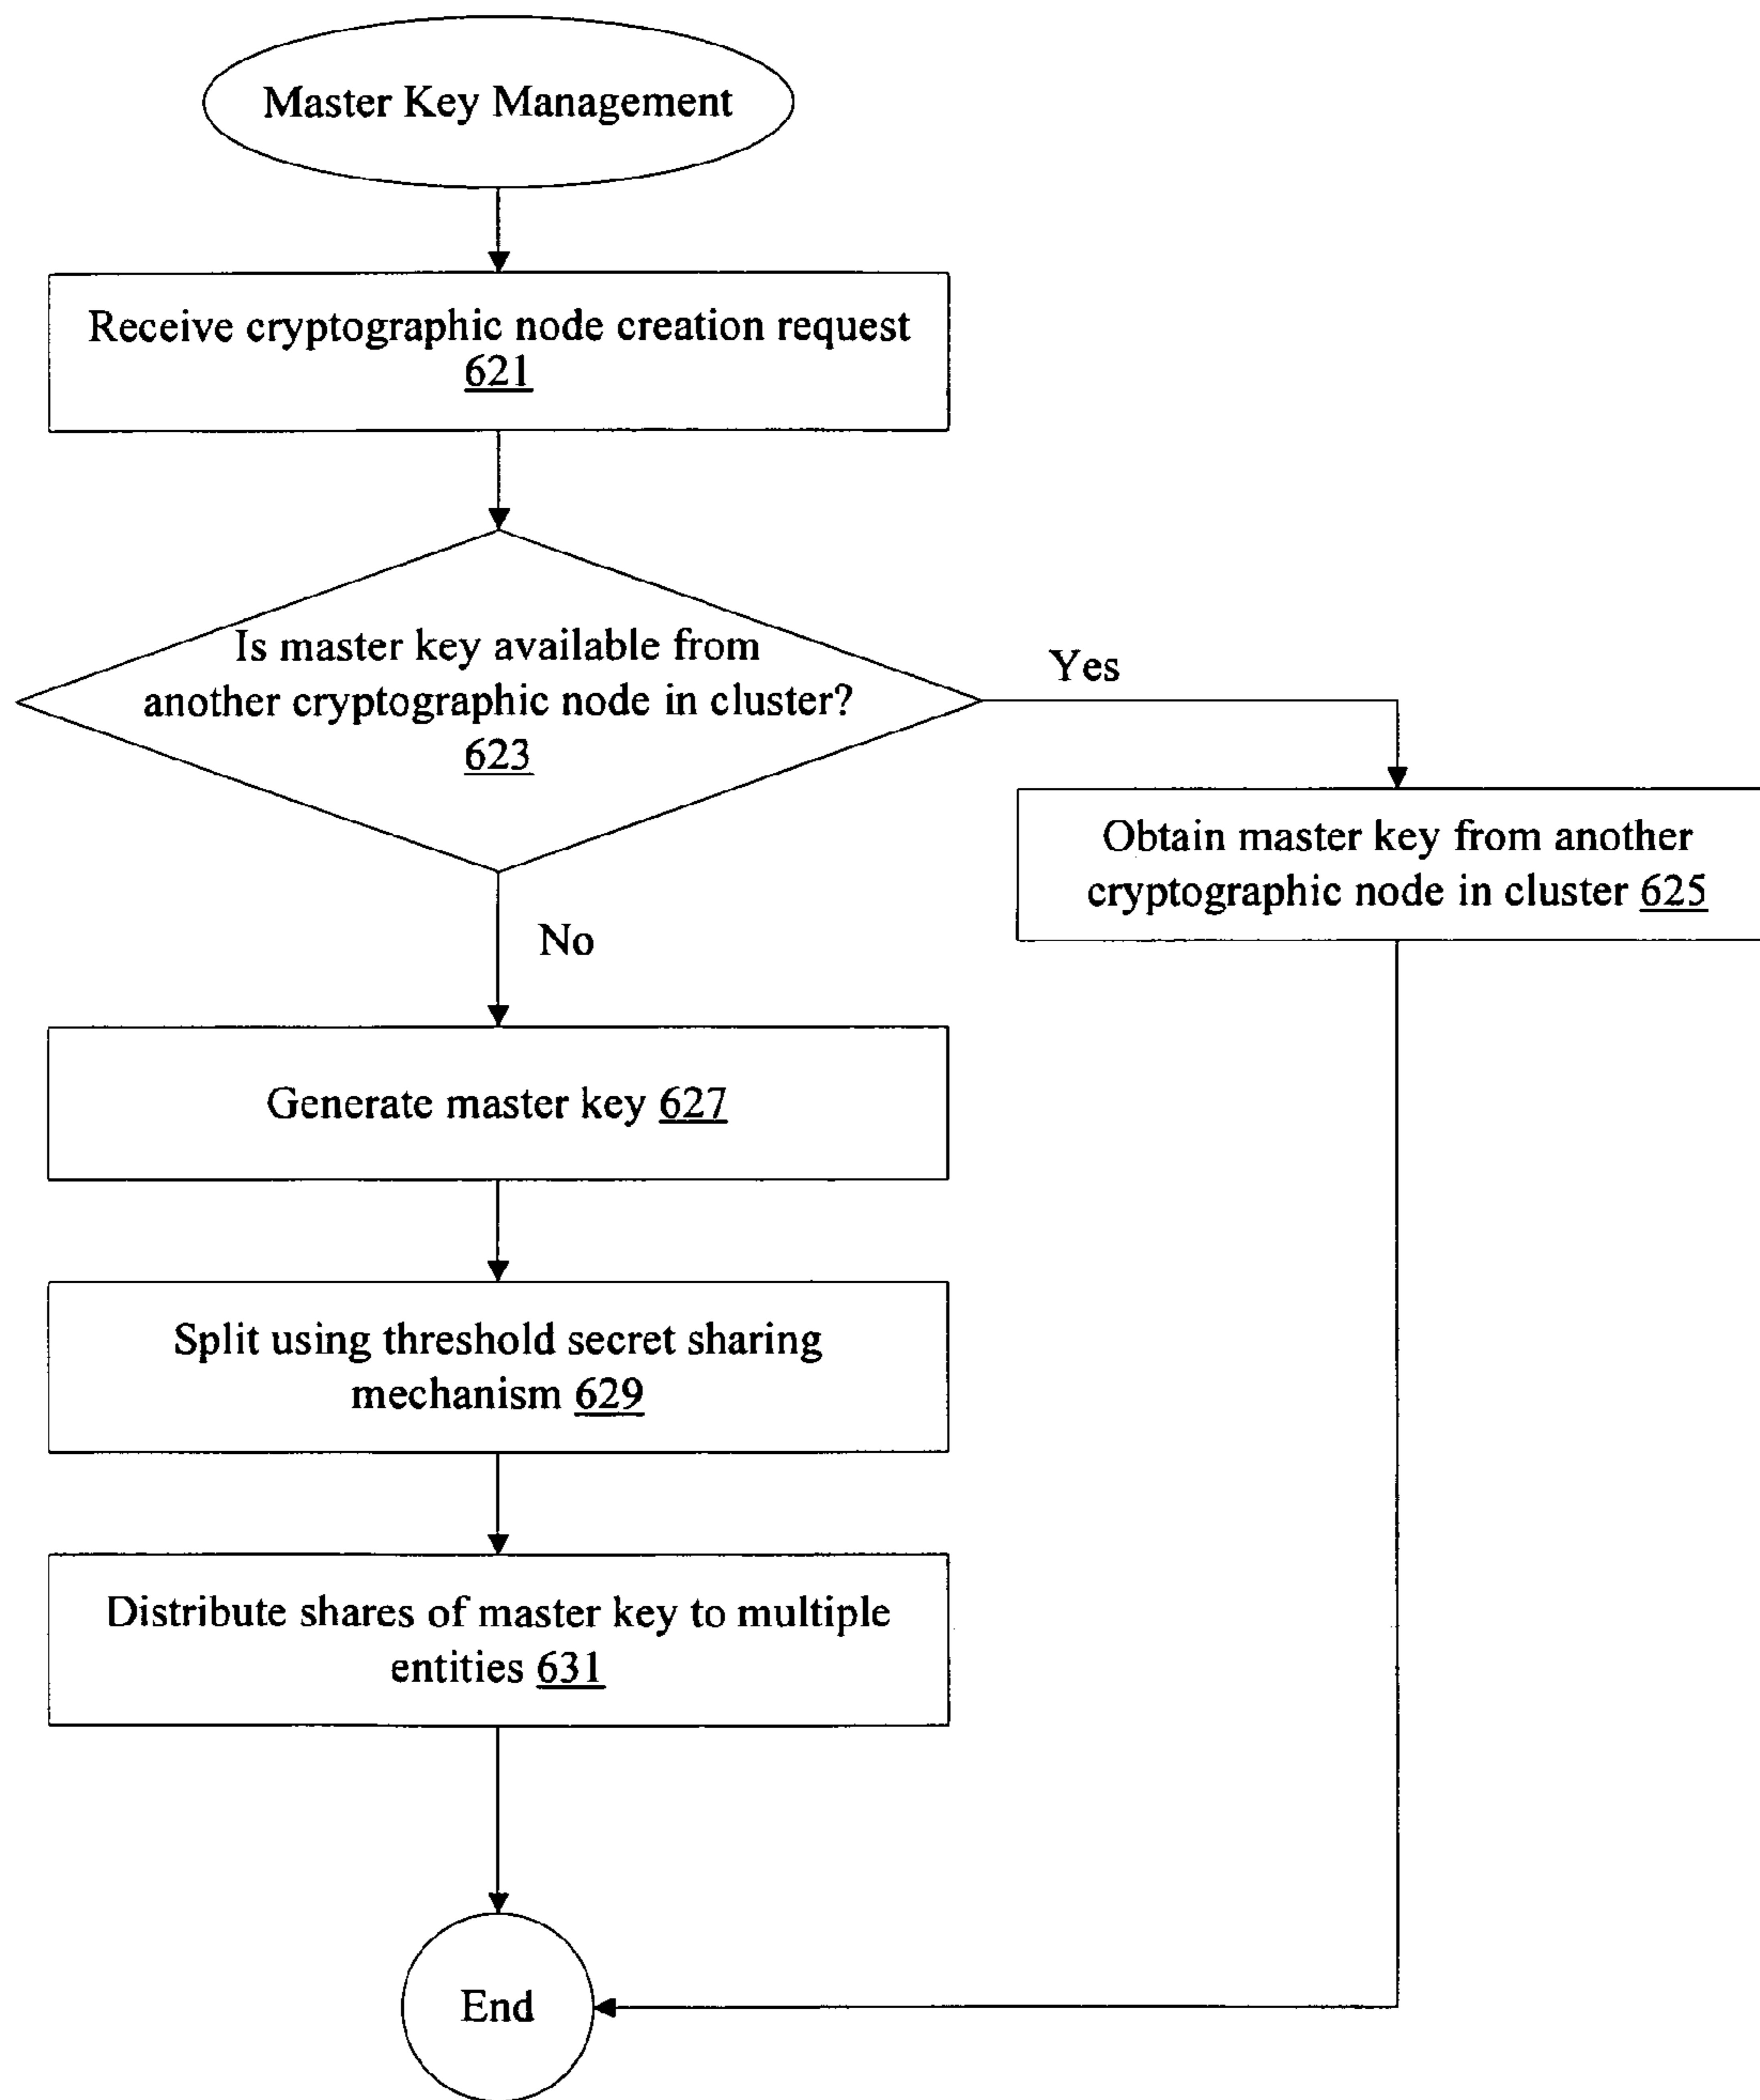 Master Key Management
Receive cryptographic node creation request
621
Is master key available from
another cryptographic node in cluster?
623
Yes
Obtain master key from another
cryptographic node in cluster 625
No
Generate master key 627
Split using threshold secret sharing
mechanism 629
Distribute shares of master key to multiple
entities 631
End